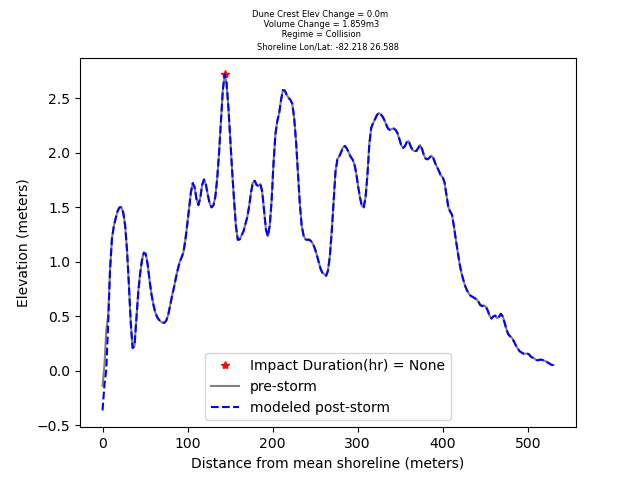 Dune Crest Elev Change = 0.0m
Volume Change = 1.859m3
Regime = Collision
Shoreline Lon/Lat: -82.218 26.588
Elevation (meters)
2.5
2.0
1.5
1.0
0.5
0.0
−0.5
Impact Duration(hr) = None
pre-storm
modeled post-storm
0 100 200 300 400 500
Distance from mean shoreline (meters)